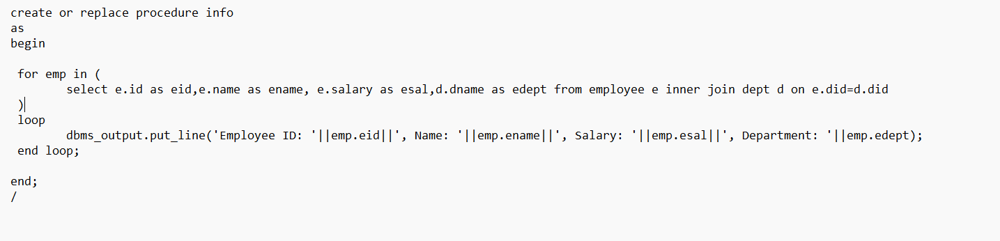 create or replace procedure info
as
begin
for emp in (
select e.id as eid,e.name as ename, e.salary as esal,d.dname as edept from employee e inner join dept d on e.did=d.did
)
loop
dbms_output.put_line('Employee ID: '||emp.eid||', Name: '||emp.ename||', Salary: '||emp.esal||', Department: '||emp.edept);
end loop;
end;
/